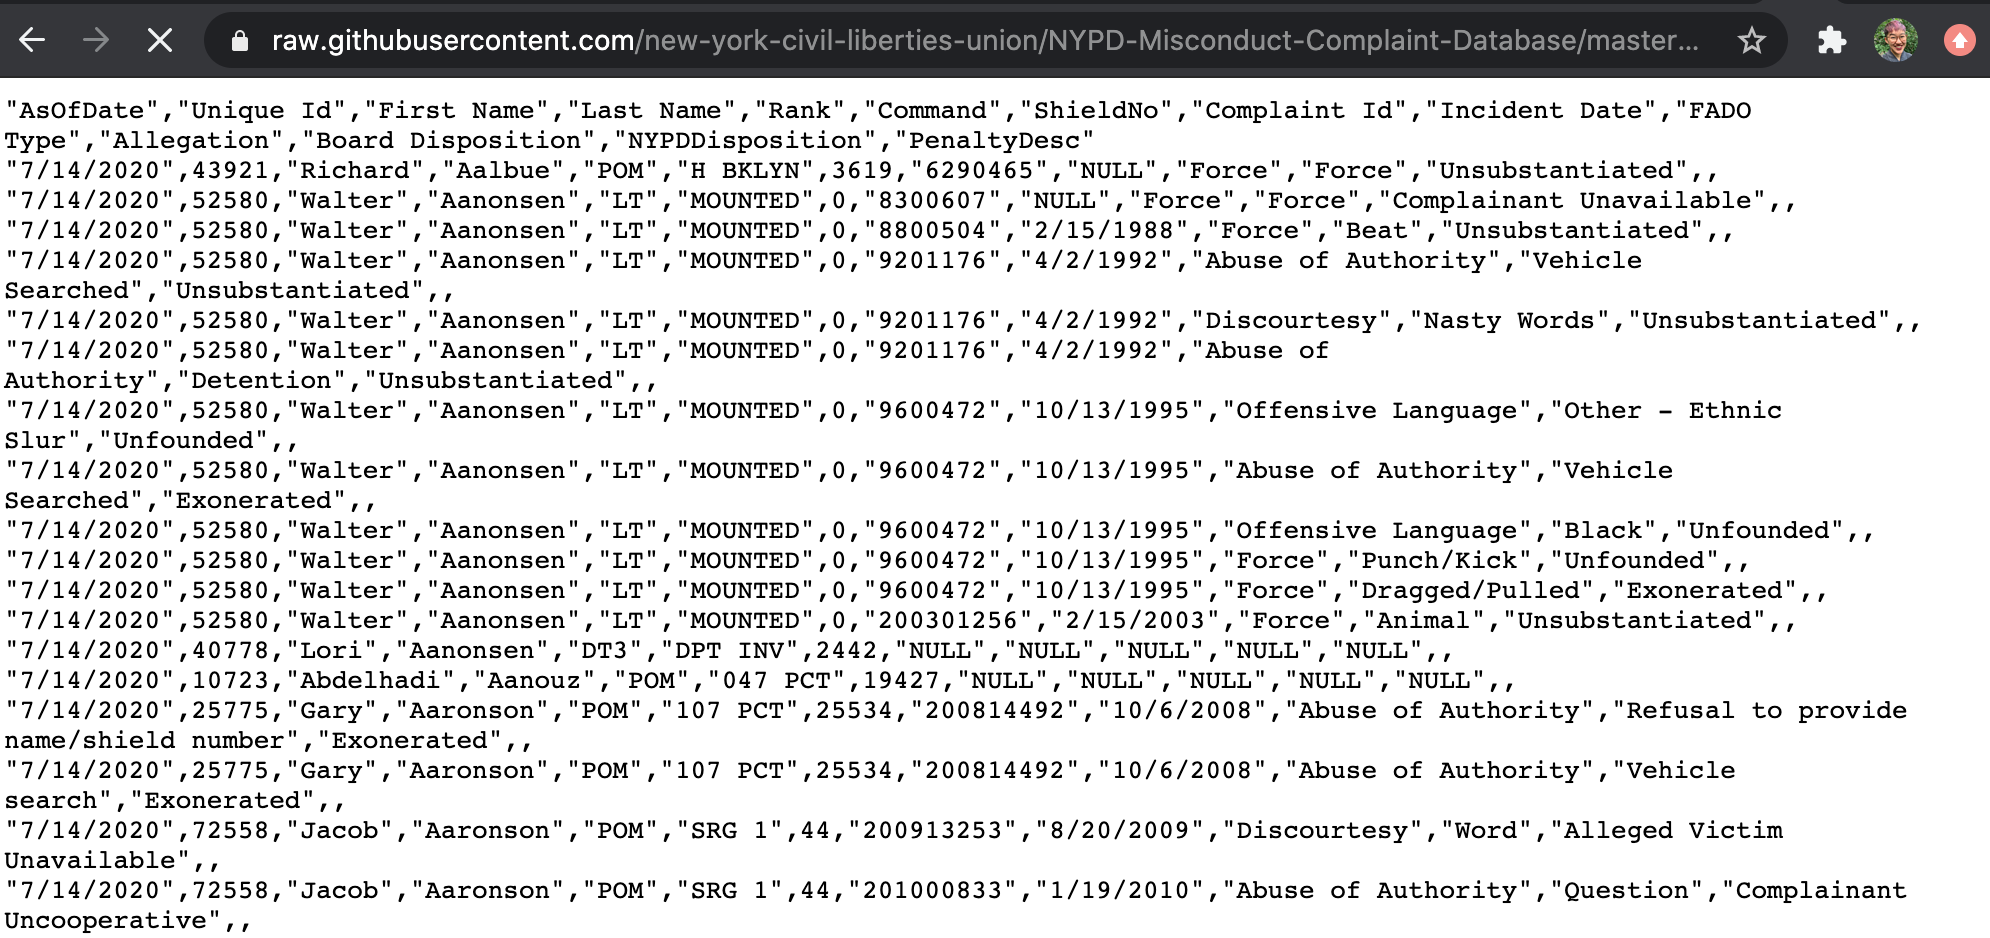 raw.githubusercontent.com/new-york-civil-liberties-union/NYPD-Misconduct-Complaint-Database/master...
"AsOfDate","Unique Id","First Name","Last Name","Rank","Command","ShieldNo","Complaint Id","Incident Date","FADO
Type","Allegation","Board Disposition","NYPDDisposition","PenaltyDesc"
"7/14/2020",43921,"Richard","Aalbue","POM","H BKLYN",3619,"6290465","NULL","Force","Force","Unsubstantiated",,
"7/14/2020",52580,"Walter","Aanonsen","LT","MOUNTED",0,"8300607","NULL","Force","Force","Complainant Unavailable",,
"7/14/2020",52580,"Walter","Aanonsen","LT","MOUNTED",0,"8800504","2/15/1988","Force","Beat","Unsubstantiated",,
"7/14/2020",52580,"Walter","Aanonsen","LT","MOUNTED",0,"9201176","4/2/1992","Abuse of Authority","Vehicle
Searched","Unsubstantiated",,
"7/14/2020",52580,"Walter","Aanonsen","LT","MOUNTED",0,"9201176","4/2/1992","Discourtesy","Nasty Words","Unsubstantiated",,
"7/14/2020",52580,"Walter","Aanonsen","LT","MOUNTED",0,"9201176","4/2/1992","Abuse of
Authority","Detention","Unsubstantiated",,
"7/14/2020",52580,"Walter","Aanonsen","LT","MOUNTED",0,"9600472","10/13/1995","Offensive Language","Other - Ethnic
Slur","Unfounded",,
"7/14/2020",52580,"Walter","Aanonsen","LT","MOUNTED",0,"9600472","10/13/1995","Abuse of Authority","Vehicle
Searched","Exonerated",,
"7/14/2020",52580,"Walter","Aanonsen","LT","MOUNTED",0,"9600472","10/13/1995","Offensive Language","Black","Unfounded",,
"7/14/2020",52580,"Walter","Aanonsen","LT","MOUNTED",0,"9600472","10/13/1995","Force","Punch/Kick","Unfounded",,
"7/14/2020",52580,"Walter","Aanonsen","LT","MOUNTED",0,"9600472","10/13/1995","Force","Dragged/Pulled","Exonerated",,
"7/14/2020",52580,"Walter","Aanonsen","LT","MOUNTED",0,"200301256","2/15/2003","Force","Animal","Unsubstantiated",,
"7/14/2020",40778,"Lori","Aanonsen","DT3","DPT INV",2442,"NULL","NULL","NULL","NULL","NULL",,
"7/14/2020",10723,"Abdelhadi","Aanouz","POM","047 PCT",19427,"NULL","NULL","NULL","NULL","NULL",,
"7/14/2020",25775,"Gary","Aaronson","POM","107 PCT",25534,"200814492","10/6/2008","Abuse of Authority","Refusal to provide
name/shield number","Exonerated",,
"7/14/2020",25775,"Gary","Aaronson","POM","107 PCT",25534,"200814492","10/6/2008","Abuse of Authority","Vehicle
search","Exonerated",,
"7/14/2020",72558,"Jacob","Aaronson","POM","SRG 1",44,"200913253","8/20/2009","Discourtesy","Word","Alleged Victim
Unavailable",,
"7/14/2020",72558,"Jacob","Aaronson","POM","SRG 1",44,"201000833","1/19/2010","Abuse of Authority","Question","Complainant
Uncooperative",,